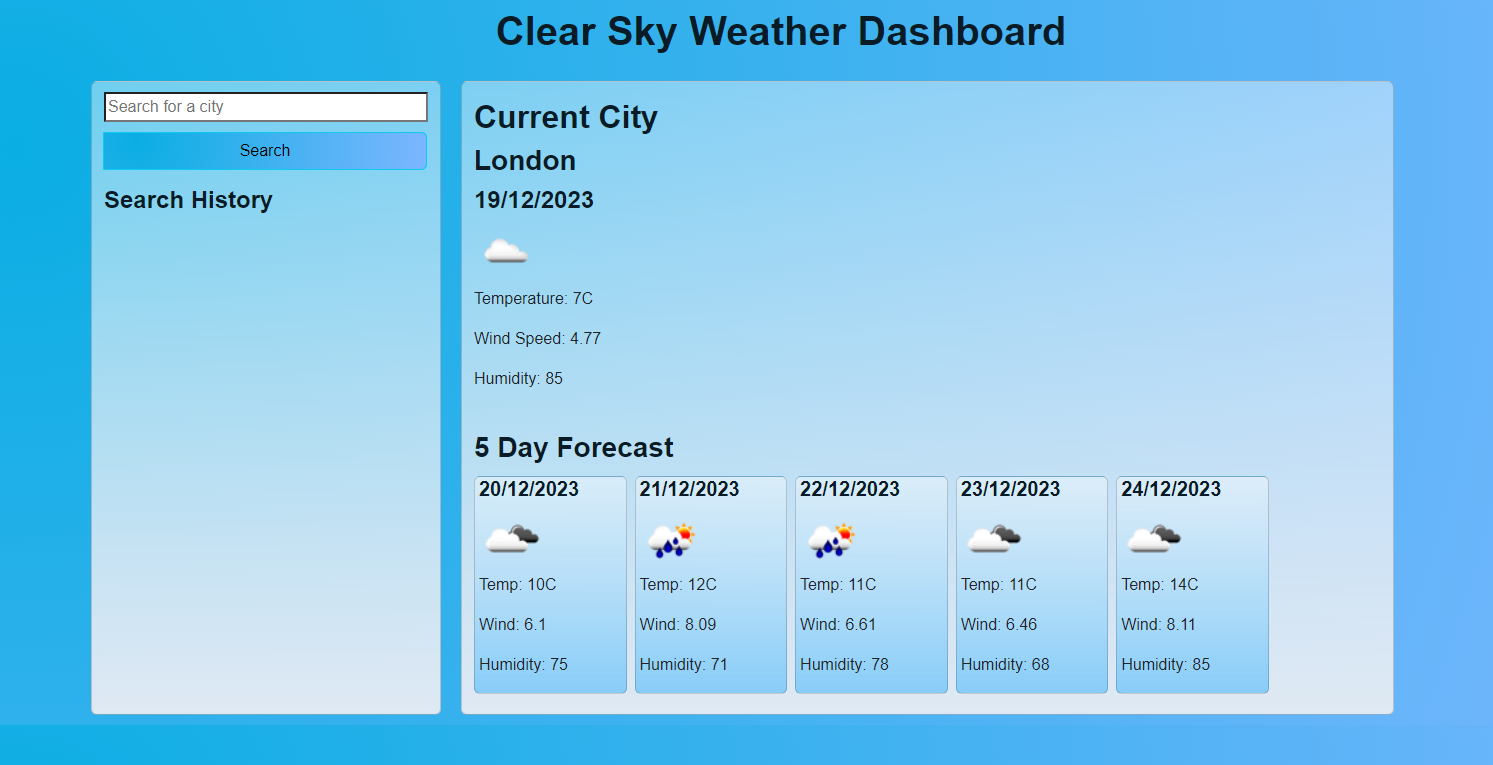 Clear Sky Weather Dashboard
Search for a city
Search
Search History
Current City
London
19/12/2023
Temperature: 7C
Wind Speed: 4.77
Humidity: 85
5 Day Forecast
20/12/2023
Temp: 10C
Wind: 6.1
Humidity: 75
21/12/2023
Temp: 12C
Wind: 8.09
Humidity: 71
22/12/2023
Temp: 11C
Wind: 6.61
Humidity: 78
23/12/2023
Temp: 11C
Wind: 6.46
Humidity: 68
24/12/2023
Temp: 14C
Wind: 8.11
Humidity: 85